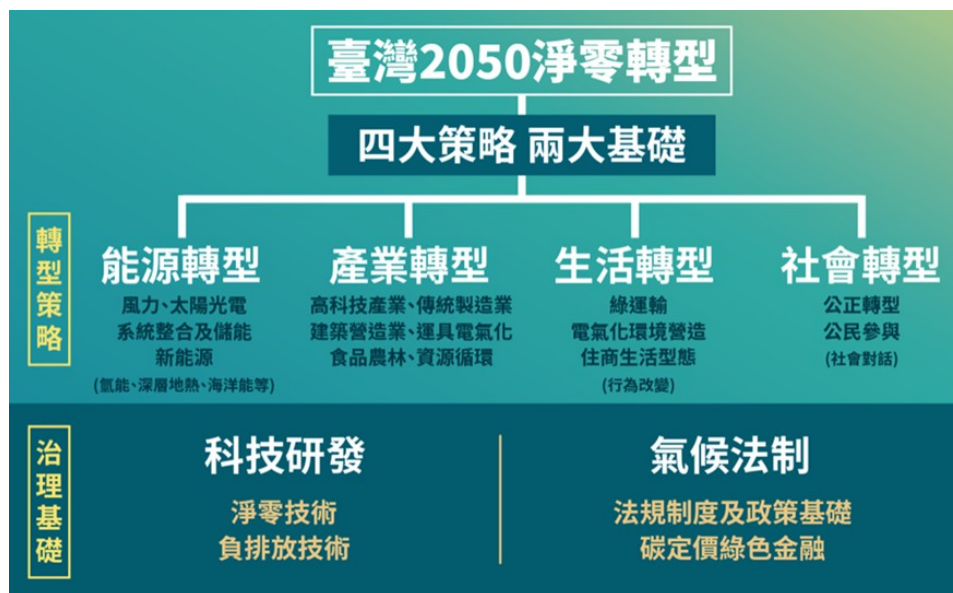 臺灣2050淨零轉型
四大策略 兩大基礎
轉型策略
能源轉型
風力、太陽光電
系統整合及儲能
新能源
(氫能、深層地熱、海洋能等)
產業轉型
高科技產業、傳統製造業
建築營造業、運具電氣化
食品農林、資源循環
生活轉型
綠運輸
電氣化環境營造
住商生活型態
(行為改變)
社會轉型
公正轉型
公民參與
(社會對話)
治理基礎
科技研發
淨零技術
負排放技術
氣候法制
法規制度及政策基礎
碳定價綠色金融